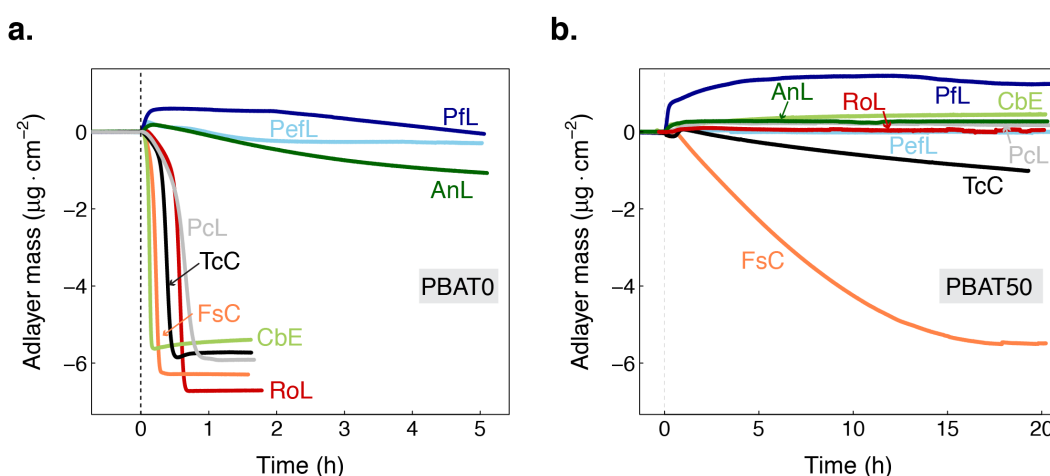 a.
Adlayer mass (μg · cm⁻²)
0
−2
−4
−6
PfL
PefL
AnL
PcL
TcC
FsC
CbE
RoL
PBAT0
0 1 2 3 4 5
Time (h)
b.
Adlayer mass (μg · cm⁻²)
0
−2
−4
−6
AnL
RoL
PfL
CbE
PefL
PcL
TcC
FsC
PBAT50
0 5 10 15 20
Time (h)